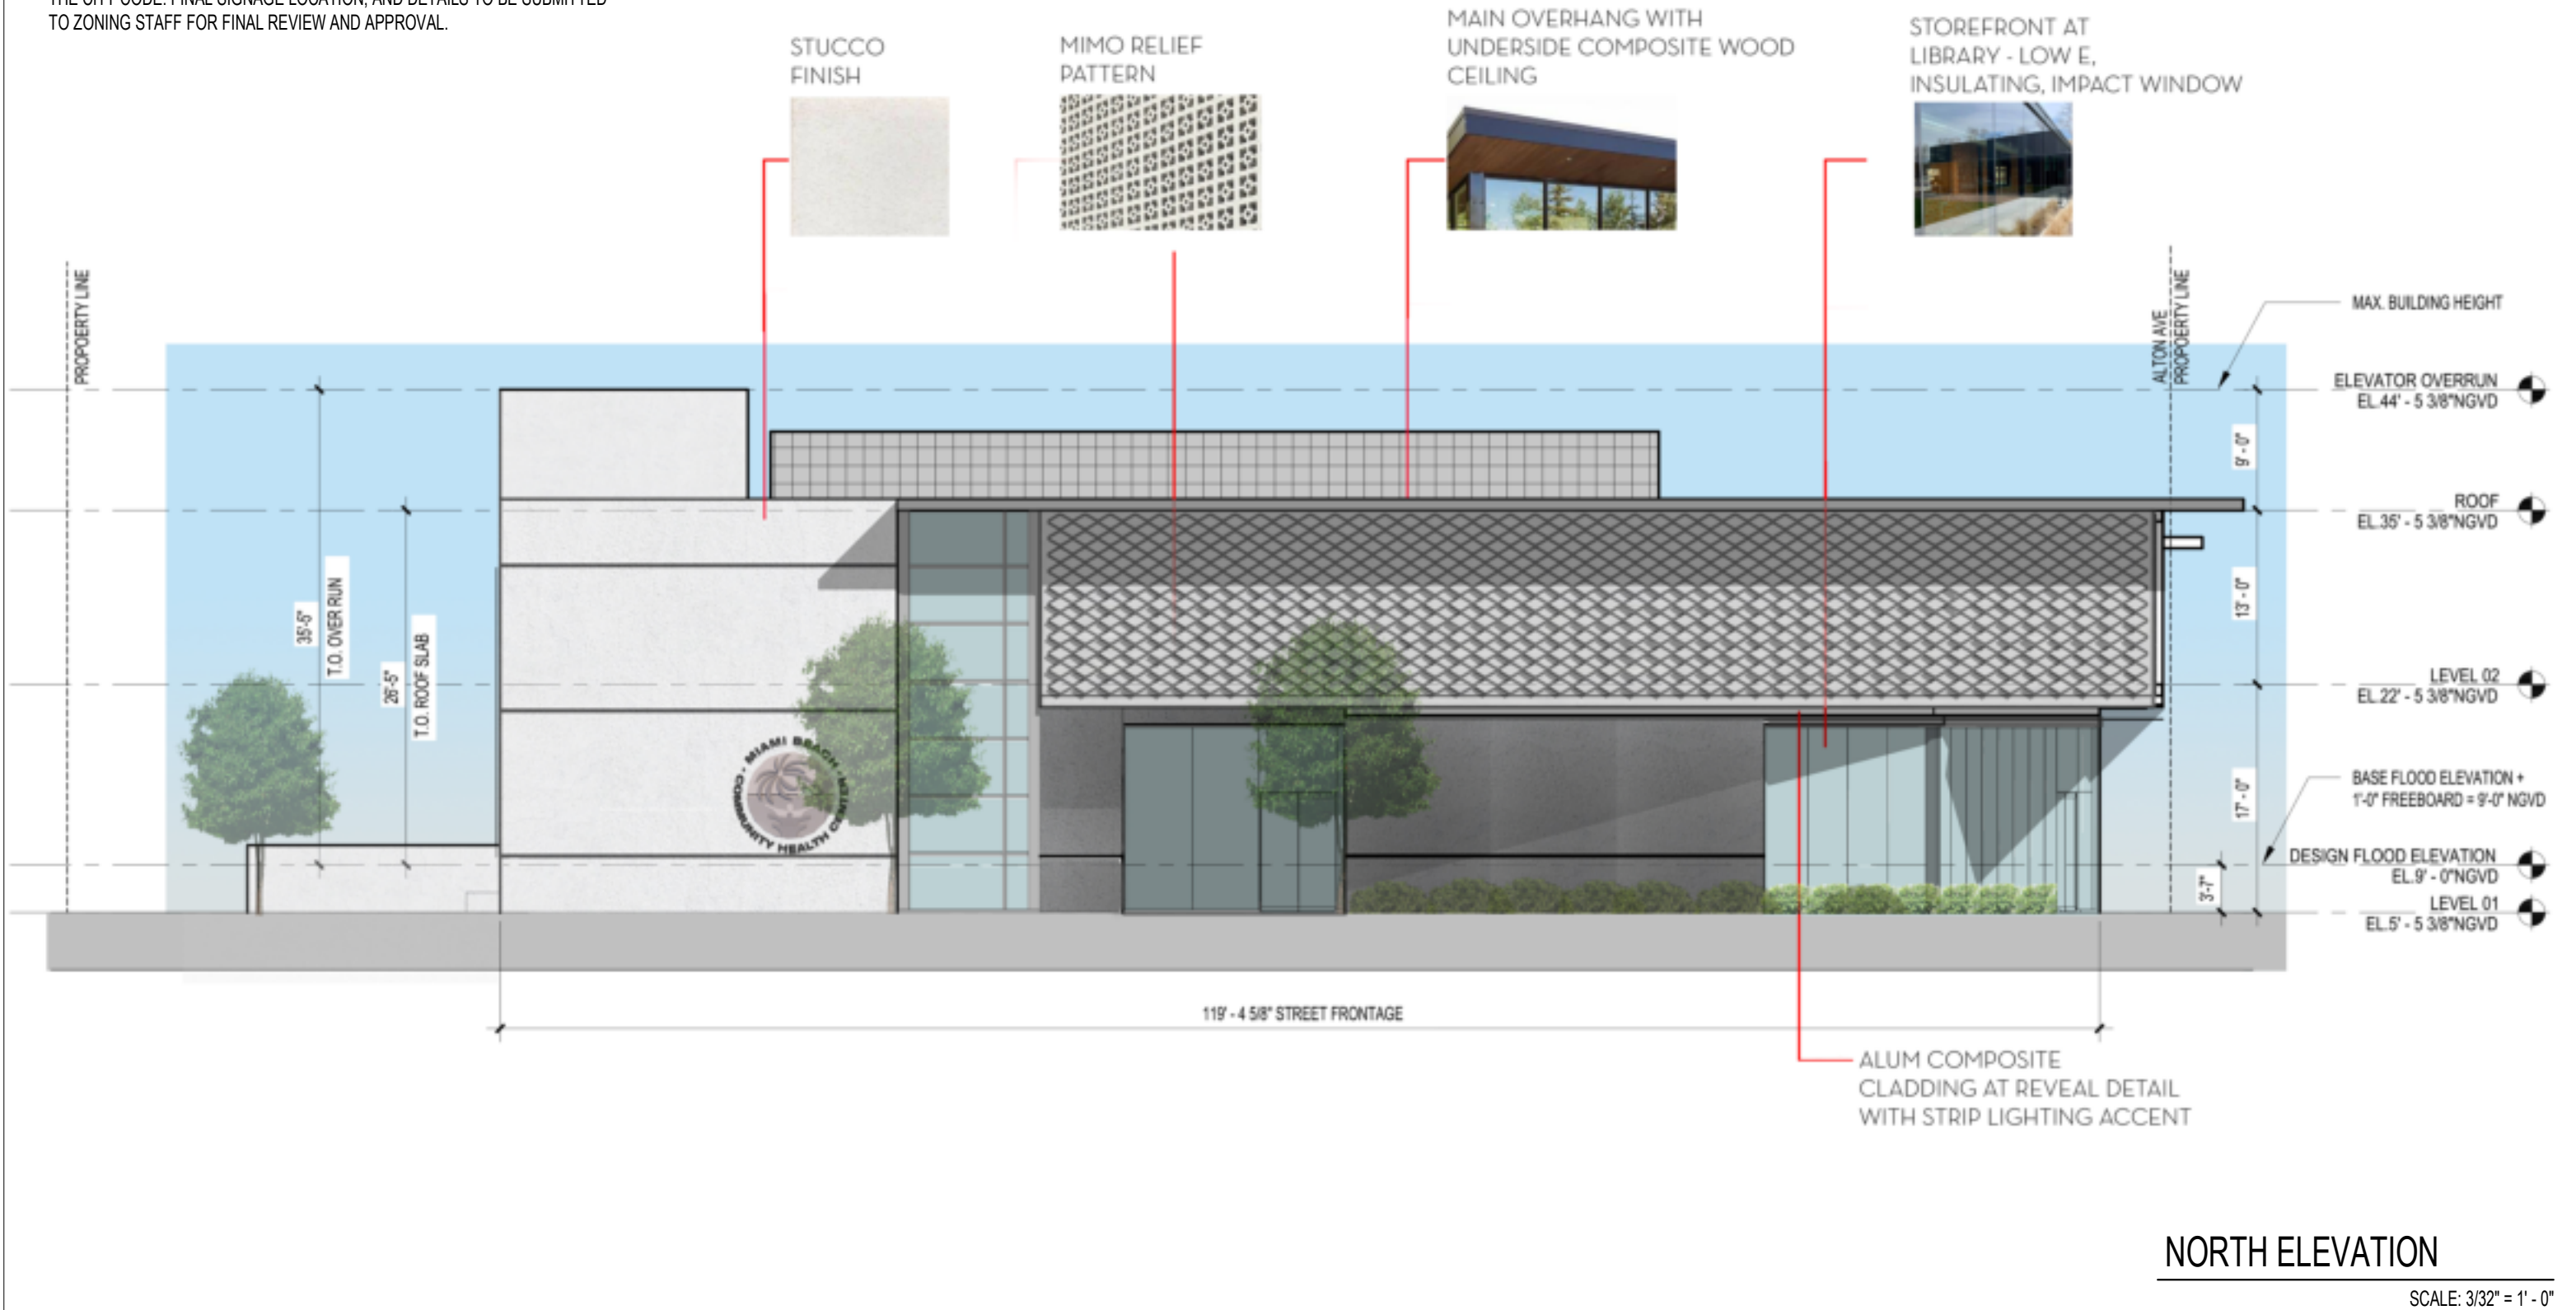 TO ZONING STAFF FOR FINAL REVIEW AND APPROVAL.
STUCCO
FINISH
MIMO RELIEF
PATTERN
MAIN OVERHANG WITH
UNDERSIDE COMPOSITE WOOD
CEILING
STOREFRONT AT
LIBRARY - LOW E,
INSULATING, IMPACT WINDOW
PROPOERTY LINE
ALTON AVE
PROPOERTY LINE
MAX. BUILDING HEIGHT
ELEVATOR OVERRUN
EL.44' - 5 3/8"NGVD
9' - 0"
ROOF
EL.35' - 5 3/8"NGVD
35'-5"
T.O. OVER RUN
26'-5"
T.O. ROOF SLAB
13' - 0"
LEVEL 02
EL.22' - 5 3/8"NGVD
MIAMI BEACH
COMMUNITY HEALTH CENTER
17' - 0"
BASE FLOOD ELEVATION +
1'-0" FREEBOARD = 9'-0" NGVD
DESIGN FLOOD ELEVATION
EL.9' - 0"NGVD
3'-7"
LEVEL 01
EL.5' - 5 3/8"NGVD
119' - 4 5/8" STREET FRONTAGE
ALUM COMPOSITE
CLADDING AT REVEAL DETAIL
WITH STRIP LIGHTING ACCENT
NORTH ELEVATION
SCALE: 3/32" = 1' - 0"